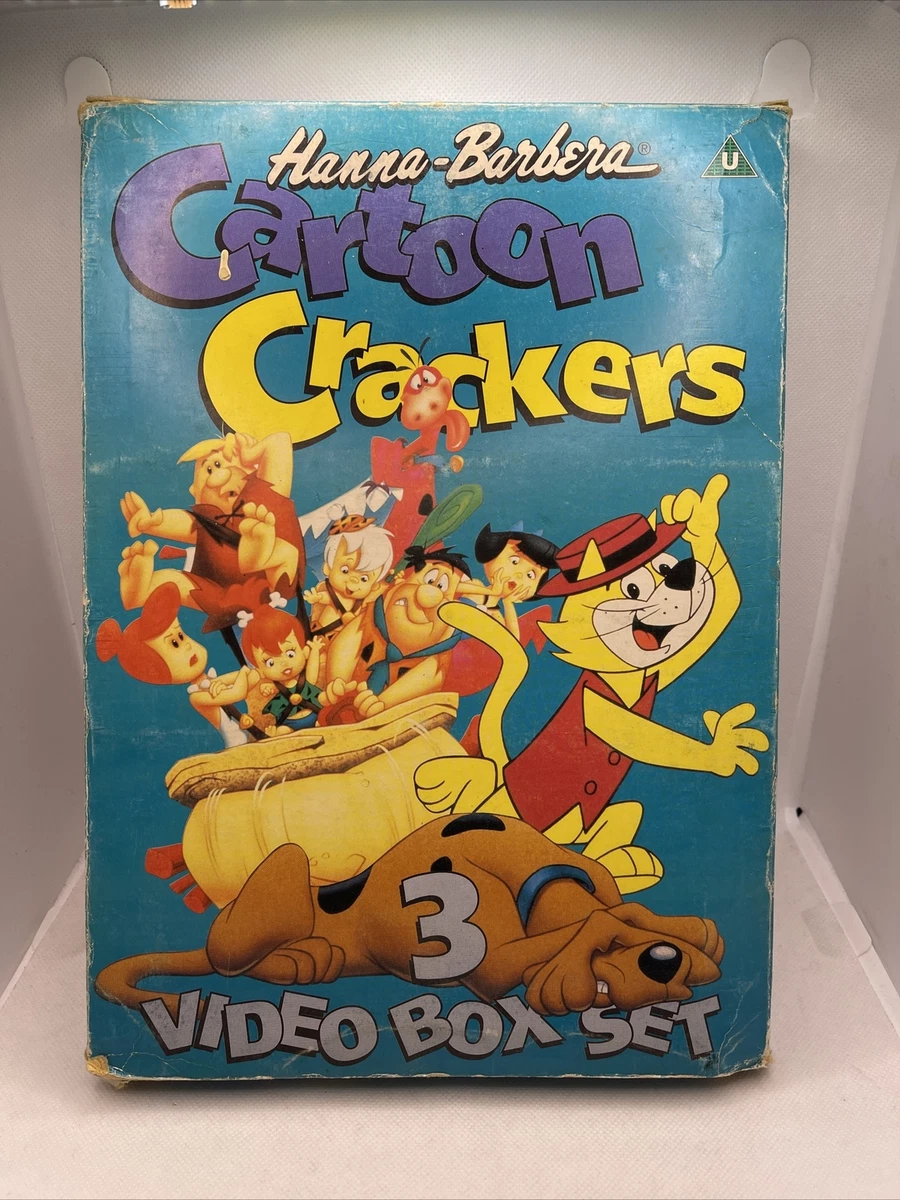 Hanna-Barbera®
U
Cartoon
Crackers
3
VIDEO BOX SET